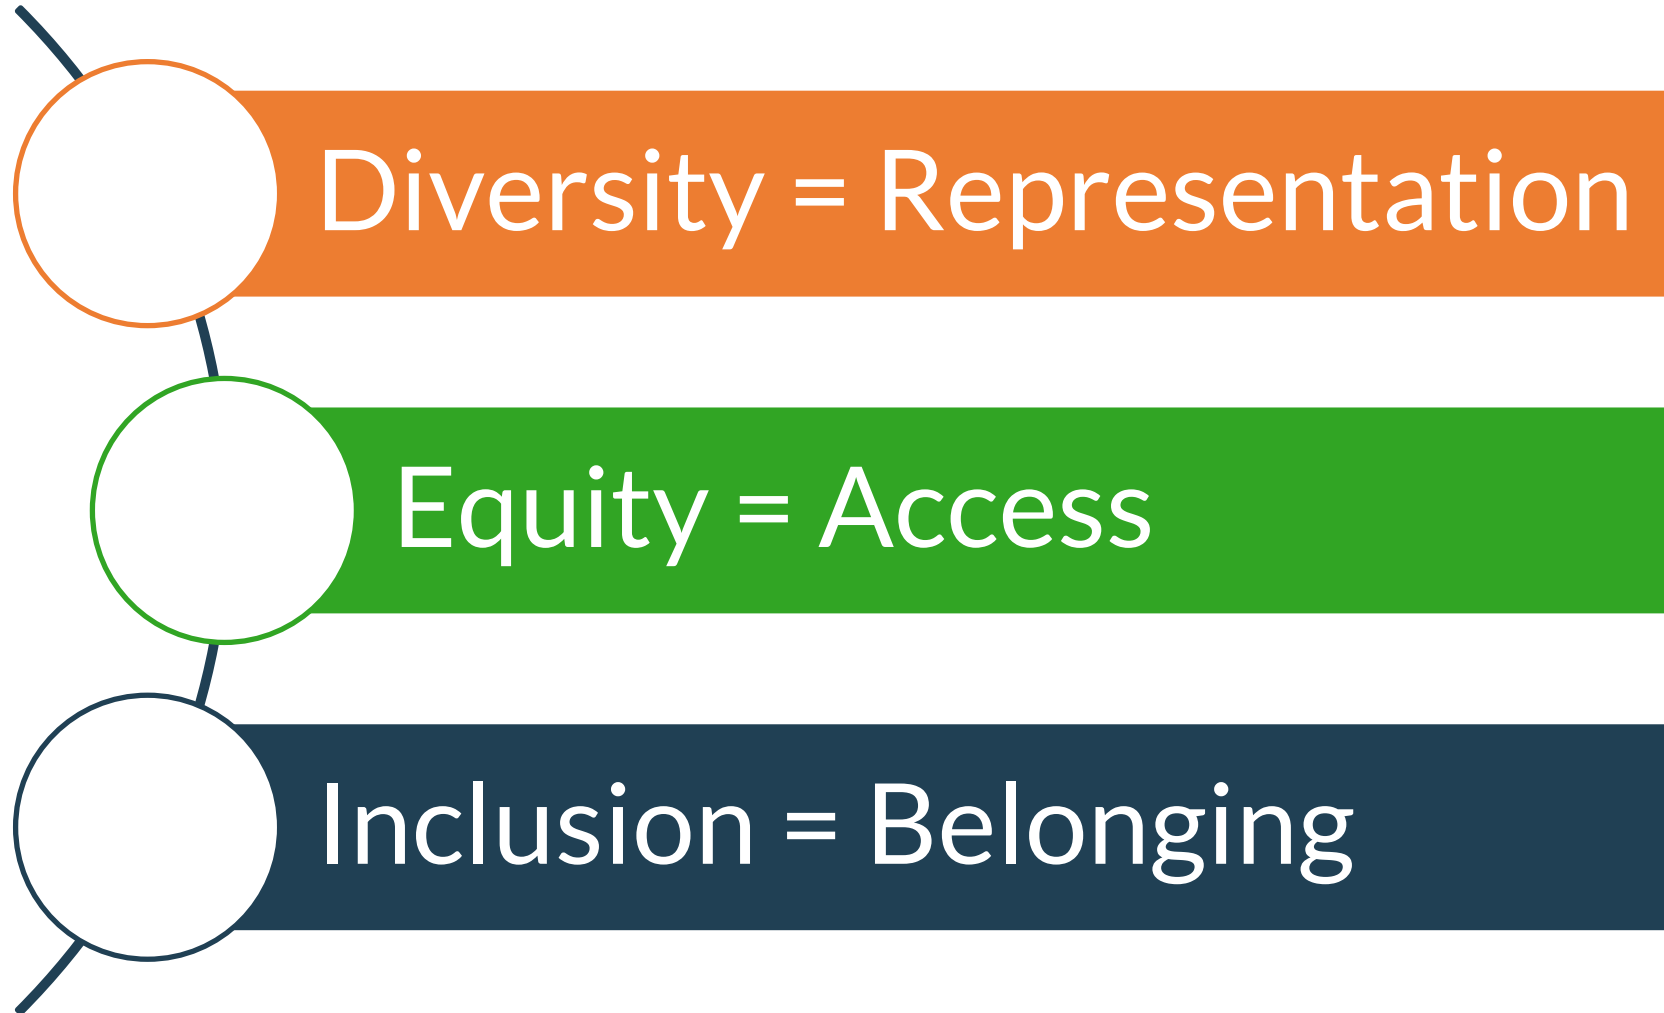 Diversity = Representation
Equity = Access
Inclusion = Belonging